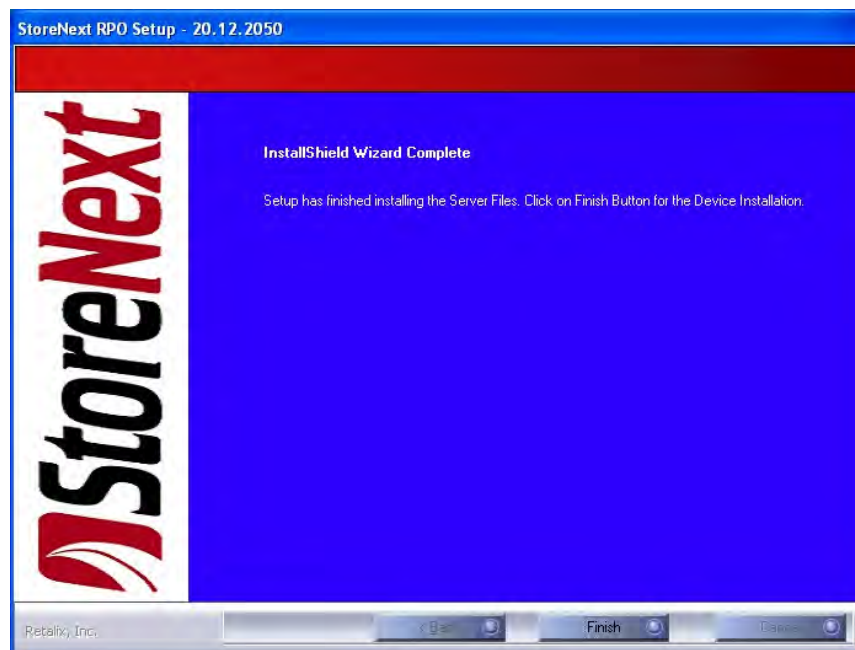 StoreNext RPO Setup - 20.12.2050
StoreNext
InstallShield Wizard Complete
Setup has finished installing the Server Files. Click on Finish Button for the Device Installation.
Retalix, Inc.
Finish